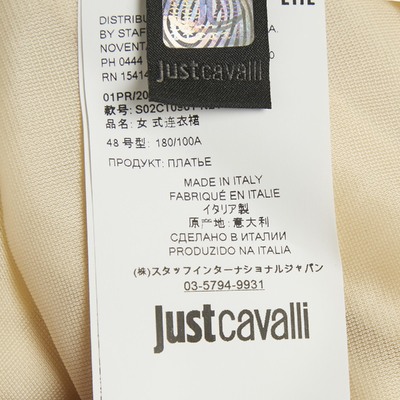 DISTRIBU
BY STAF
NOVENTA
PH 0444
RN 15414
justcavalli
01PR/20
款号: S02CT0901
品名: 女 式连衣裙
48 号型: 180/100A
ПРОДУКТ: ПЛАТЬЕ
MADE IN ITALY
FABRIQUÉ EN ITALIE
イタリア製
原产地: 意大利
СДЕЛАНО В ИТАЛИИ
PRODUZIDO NA ITALIA
(株)スタッフインターナショナルジャパン
03-5794-9931
justcavalli